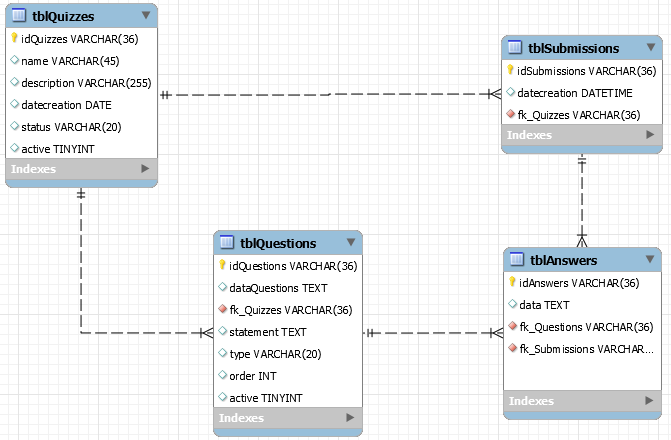 tblQuizzes
idQuizzes VARCHAR(36)
name VARCHAR(45)
description VARCHAR(255)
datecreation DATE
status VARCHAR(20)
active TINYINT
Indexes
tblSubmissions
idSubmissions VARCHAR(36)
datecreation DATETIME
fk_Quizzes VARCHAR(36)
Indexes
tblQuestions
idQuestions VARCHAR(36)
dataQuestions TEXT
fk_Quizzes VARCHAR(36)
statement TEXT
type VARCHAR(20)
order INT
active TINYINT
Indexes
tblAnswers
idAnswers VARCHAR(36)
data TEXT
fk_Questions VARCHAR(36)
fk_Submissions VARCHAR...
Indexes